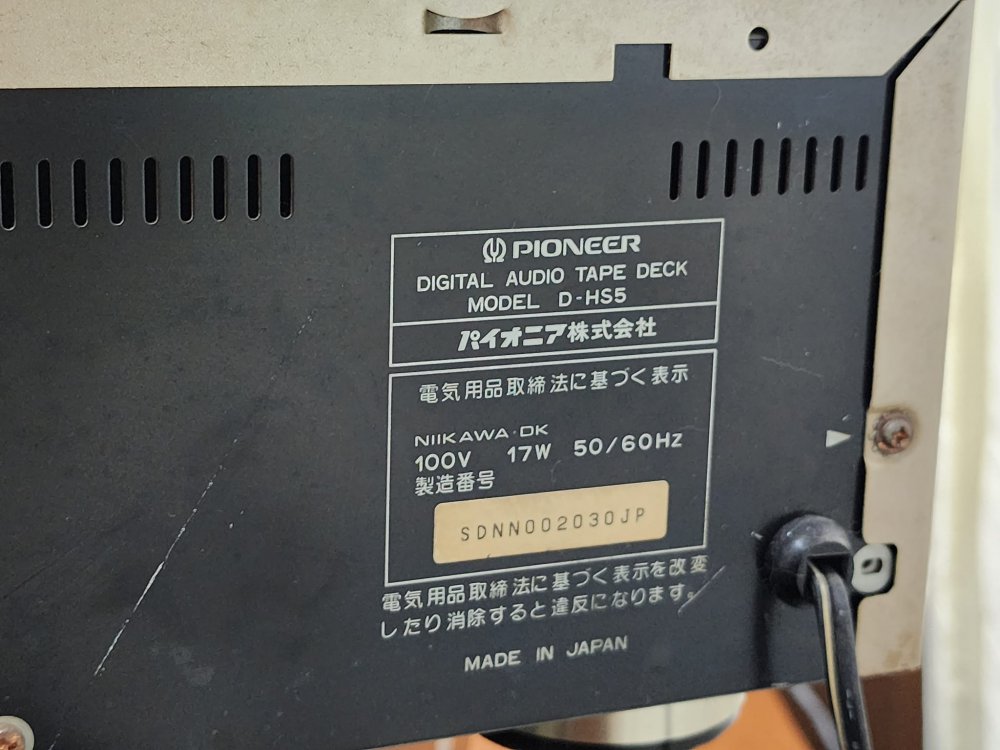 PIONEER
DIGITAL AUDIO TAPE DECK
MODEL D-HS5
パイオニア株式会社
電気用品取締法に基づく表示
NIIKAWA・DK
100V 17W 50/60Hz
製造番号
SDNN002030JP
電気用品取締法に基づく表示を改変
したり消除すると違反になります。
MADE IN JAPAN